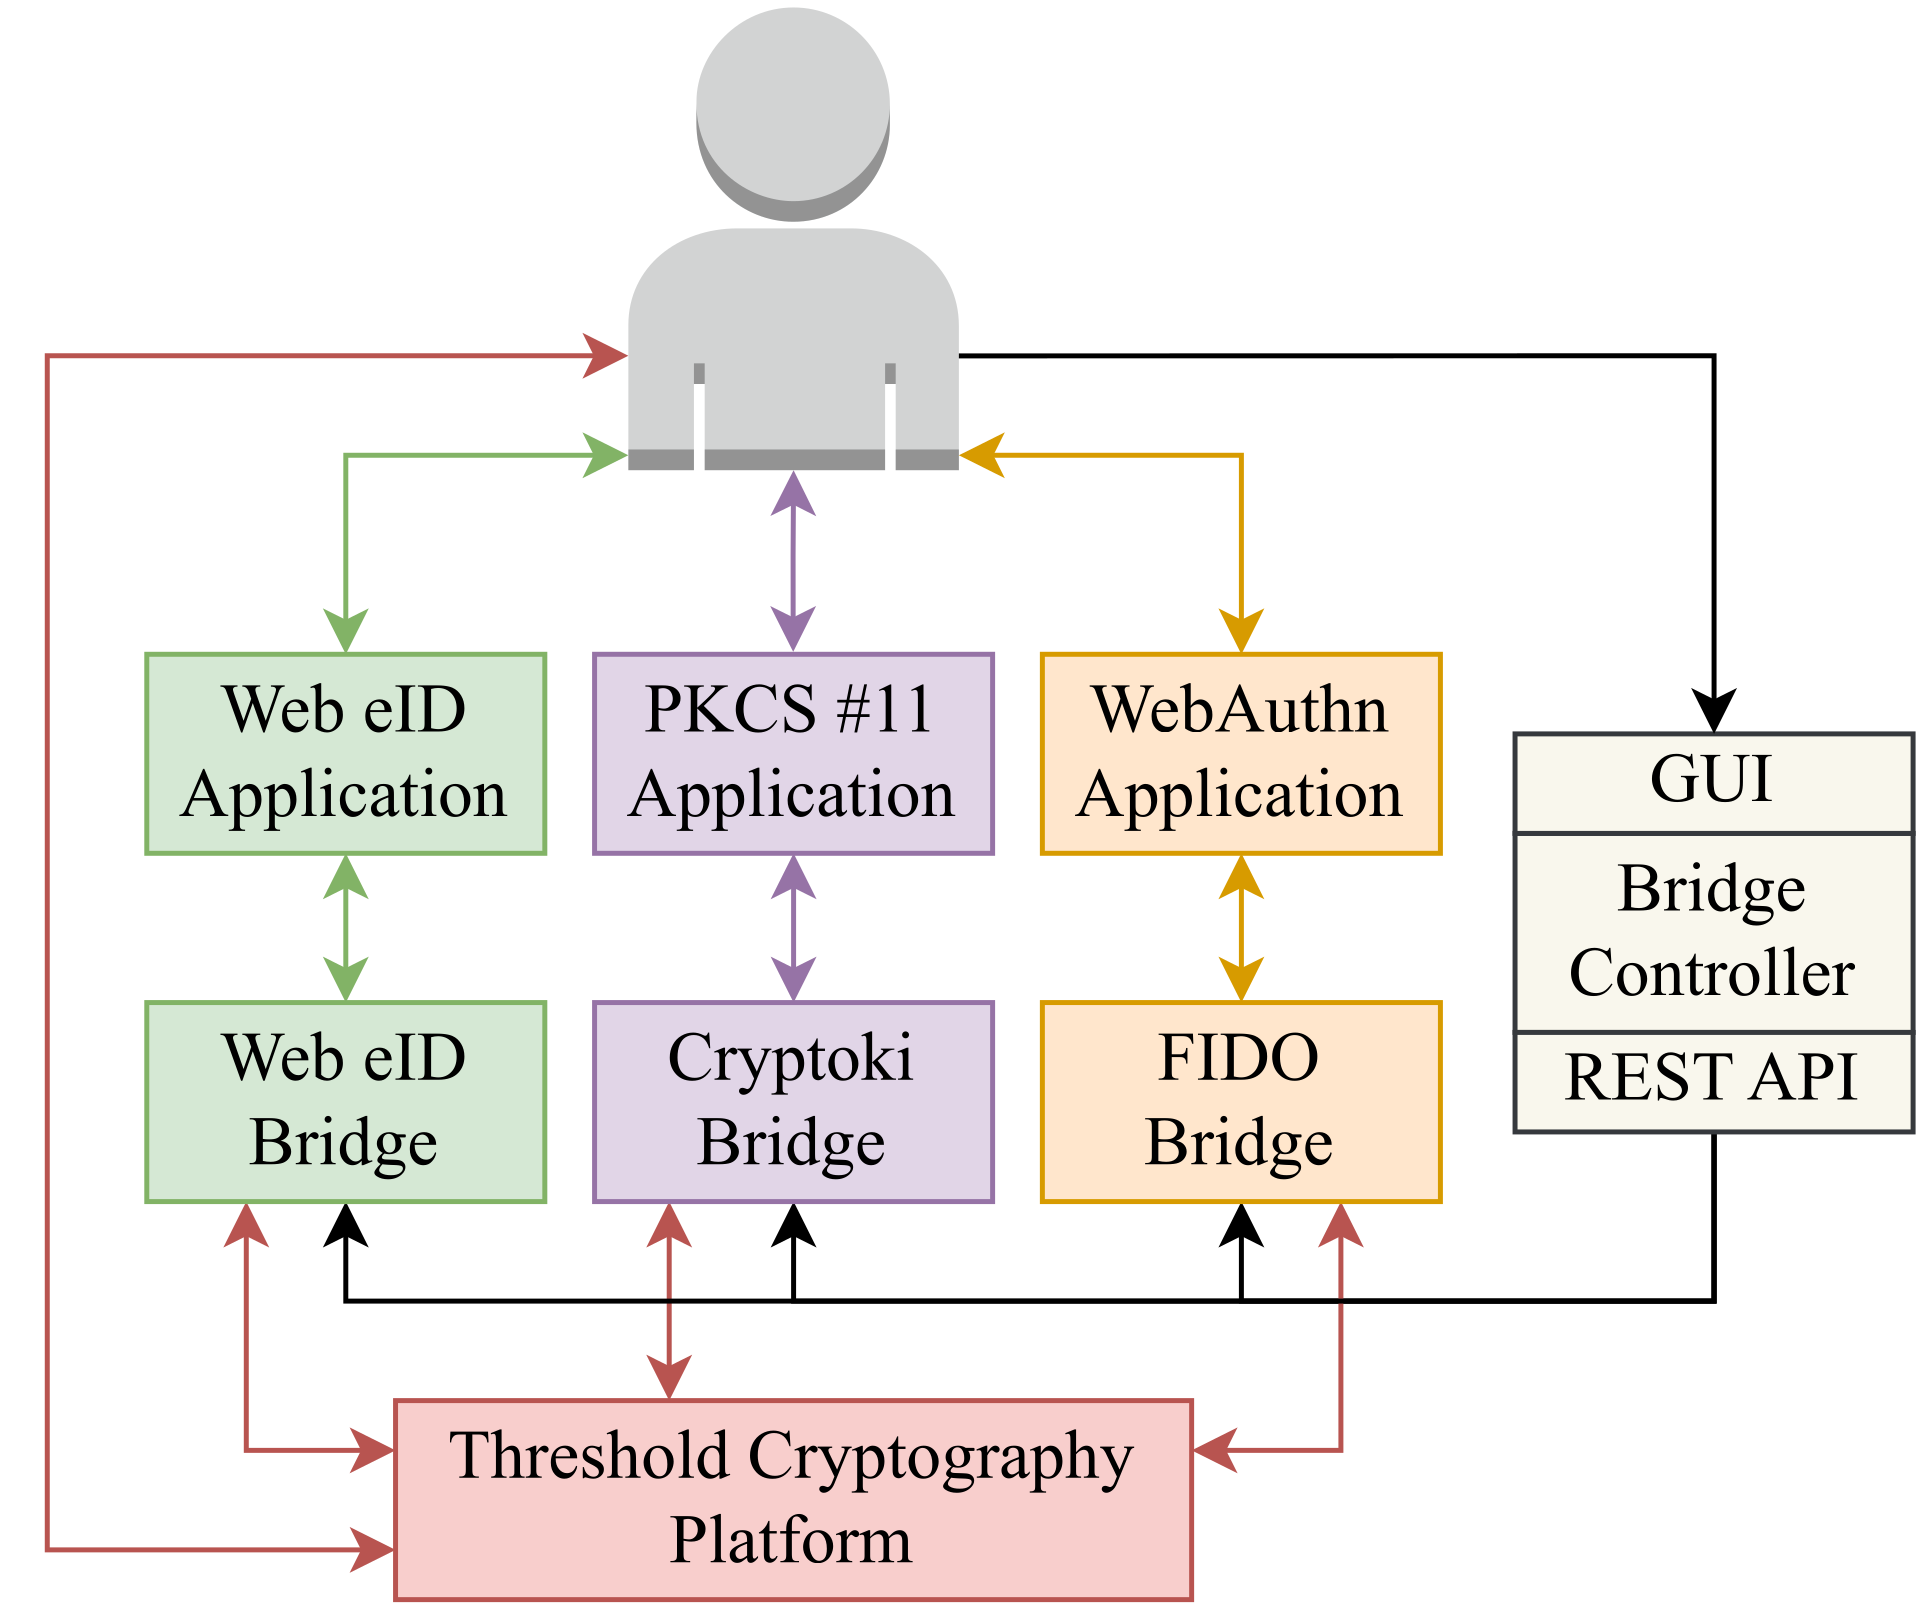 Web eID
Application
PKCS #11
Application
WebAuthn
Application
GUI
Bridge
Controller
REST API
Web eID
Bridge
Cryptoki
Bridge
FIDO
Bridge
Threshold Cryptography
Platform